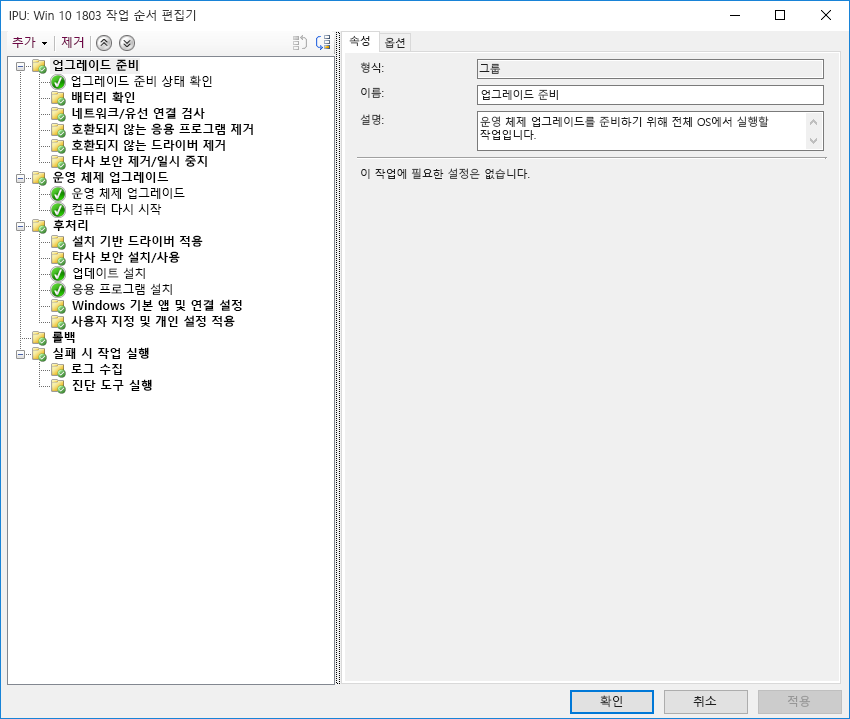 IPU: Win 10 1803 작업 순서 편집기
추가 제거
업그레이드 준비
업그레이드 준비 상태 확인
배터리 확인
네트워크/유선 연결 검사
호환되지 않는 응용 프로그램 제거
호환되지 않는 드라이버 제거
타사 보안 제거/일시 중지
운영 체제 업그레이드
운영 체제 업그레이드
컴퓨터 다시 시작
후처리
설치 기반 드라이버 적용
타사 보안 설치/사용
업데이트 설치
응용 프로그램 설치
Windows 기본 앱 및 연결 설정
사용자 지정 및 개인 설정 적용
롤백
실패 시 작업 실행
로그 수집
진단 도구 실행
속성 옵션
형식: 그룹
이름: 업그레이드 준비
설명: 운영 체제 업그레이드를 준비하기 위해 전체 OS에서 실행할
작업입니다.
이 작업에 필요한 설정은 없습니다.
확인 취소 적용